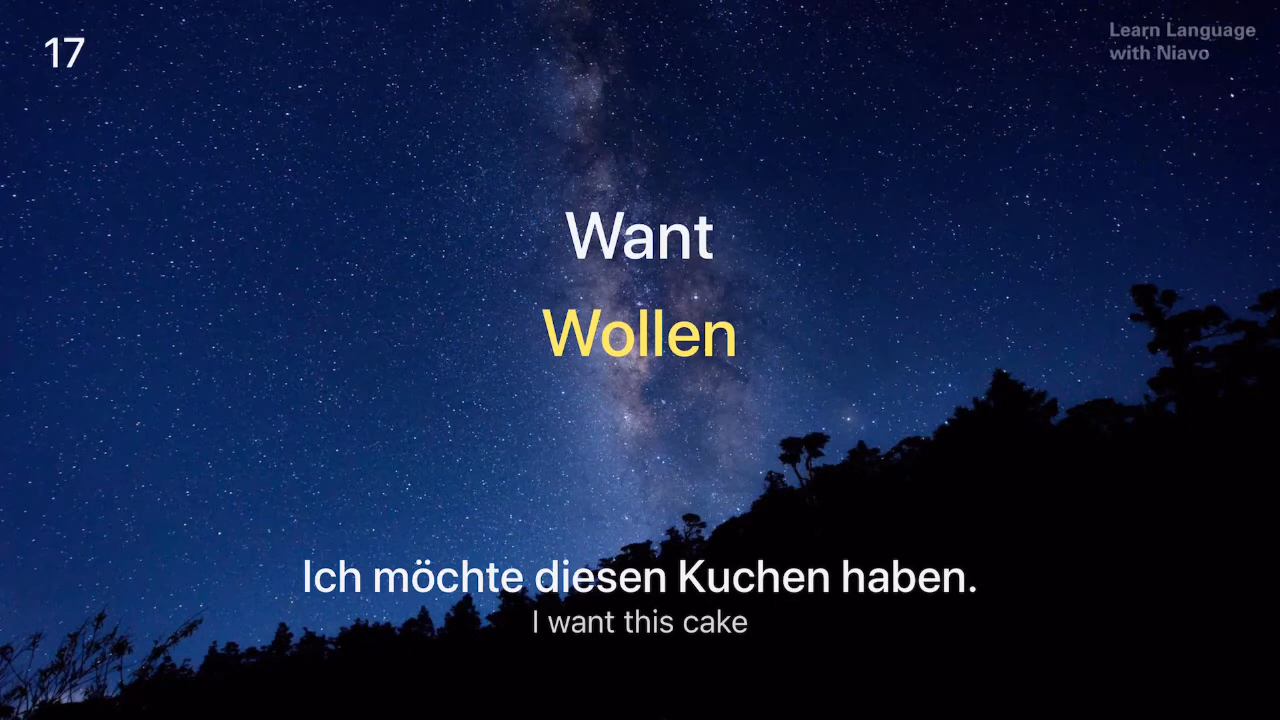 17
Learn Language
with Niavo
Want
Wollen
Ich möchte diesen Kuchen haben.
I want this cake